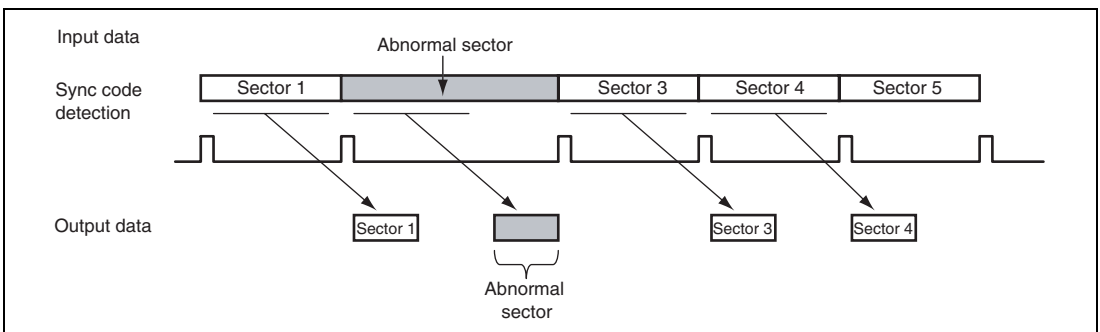 Input data
Abnormal sector
Sync code
detection
Sector 1
Sector 3
Sector 4
Sector 5
Output data
Sector 1
Sector 3
Sector 4
Abnormal
sector